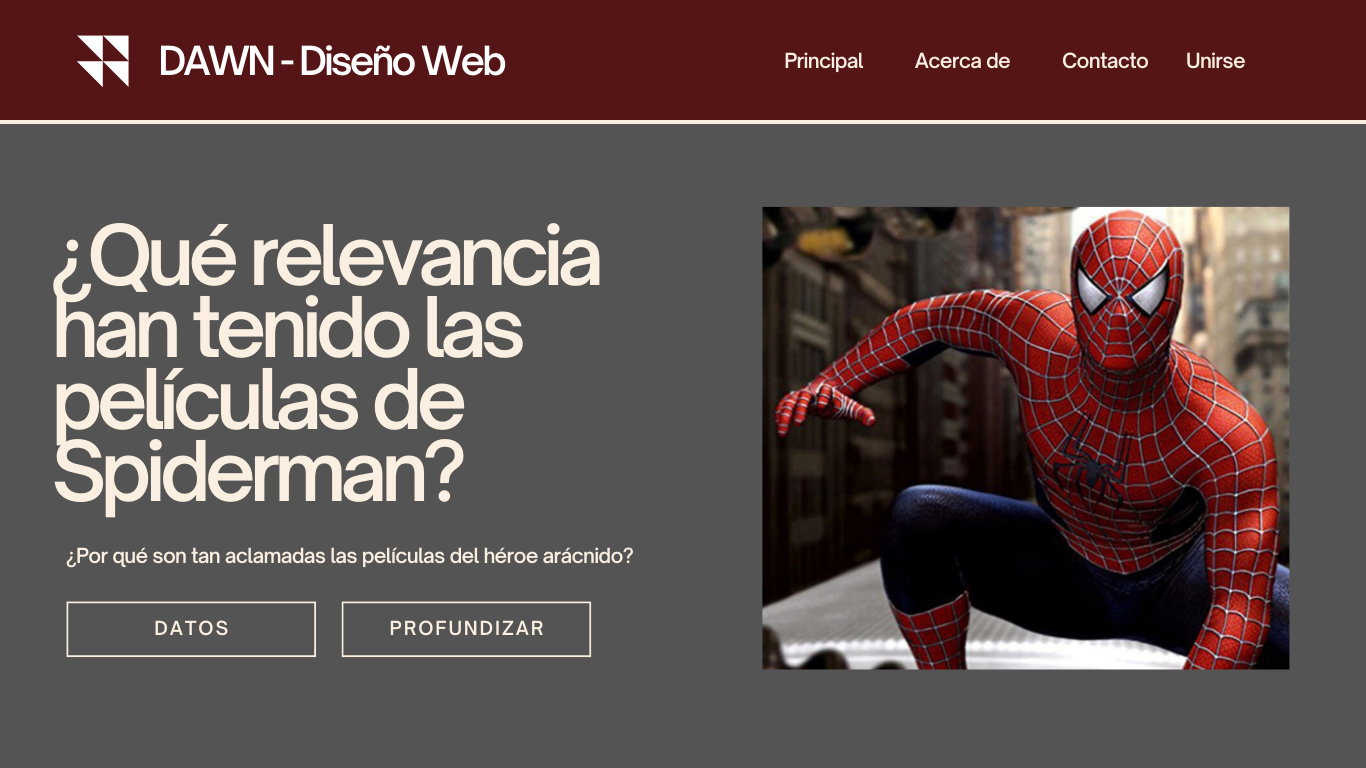 DAWN - Diseño Web
Principal Acerca de Contacto Unirse
¿Qué relevancia
han tenido las
películas de
Spiderman?
¿Por qué son tan aclamadas las películas del héroe arácnido?
DATOS PROFUNDIZAR